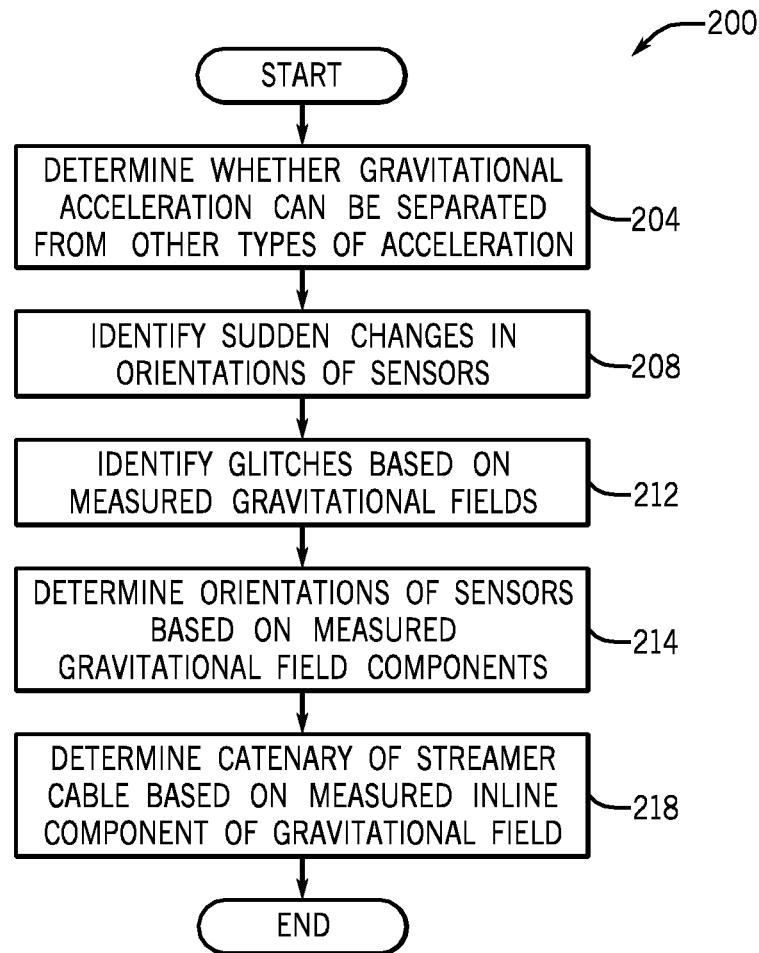 200
START
DETERMINE WHETHER GRAVITATIONAL
ACCELERATION CAN BE SEPARATED
FROM OTHER TYPES OF ACCELERATION
204
IDENTIFY SUDDEN CHANGES IN
ORIENTATIONS OF SENSORS
208
IDENTIFY GLITCHES BASED ON
MEASURED GRAVITATIONAL FIELDS
212
DETERMINE ORIENTATIONS OF SENSORS
BASED ON MEASURED
GRAVITATIONAL FIELD COMPONENTS
214
DETERMINE CATENARY OF STREAMER
CABLE BASED ON MEASURED INLINE
COMPONENT OF GRAVITATIONAL FIELD
218
END